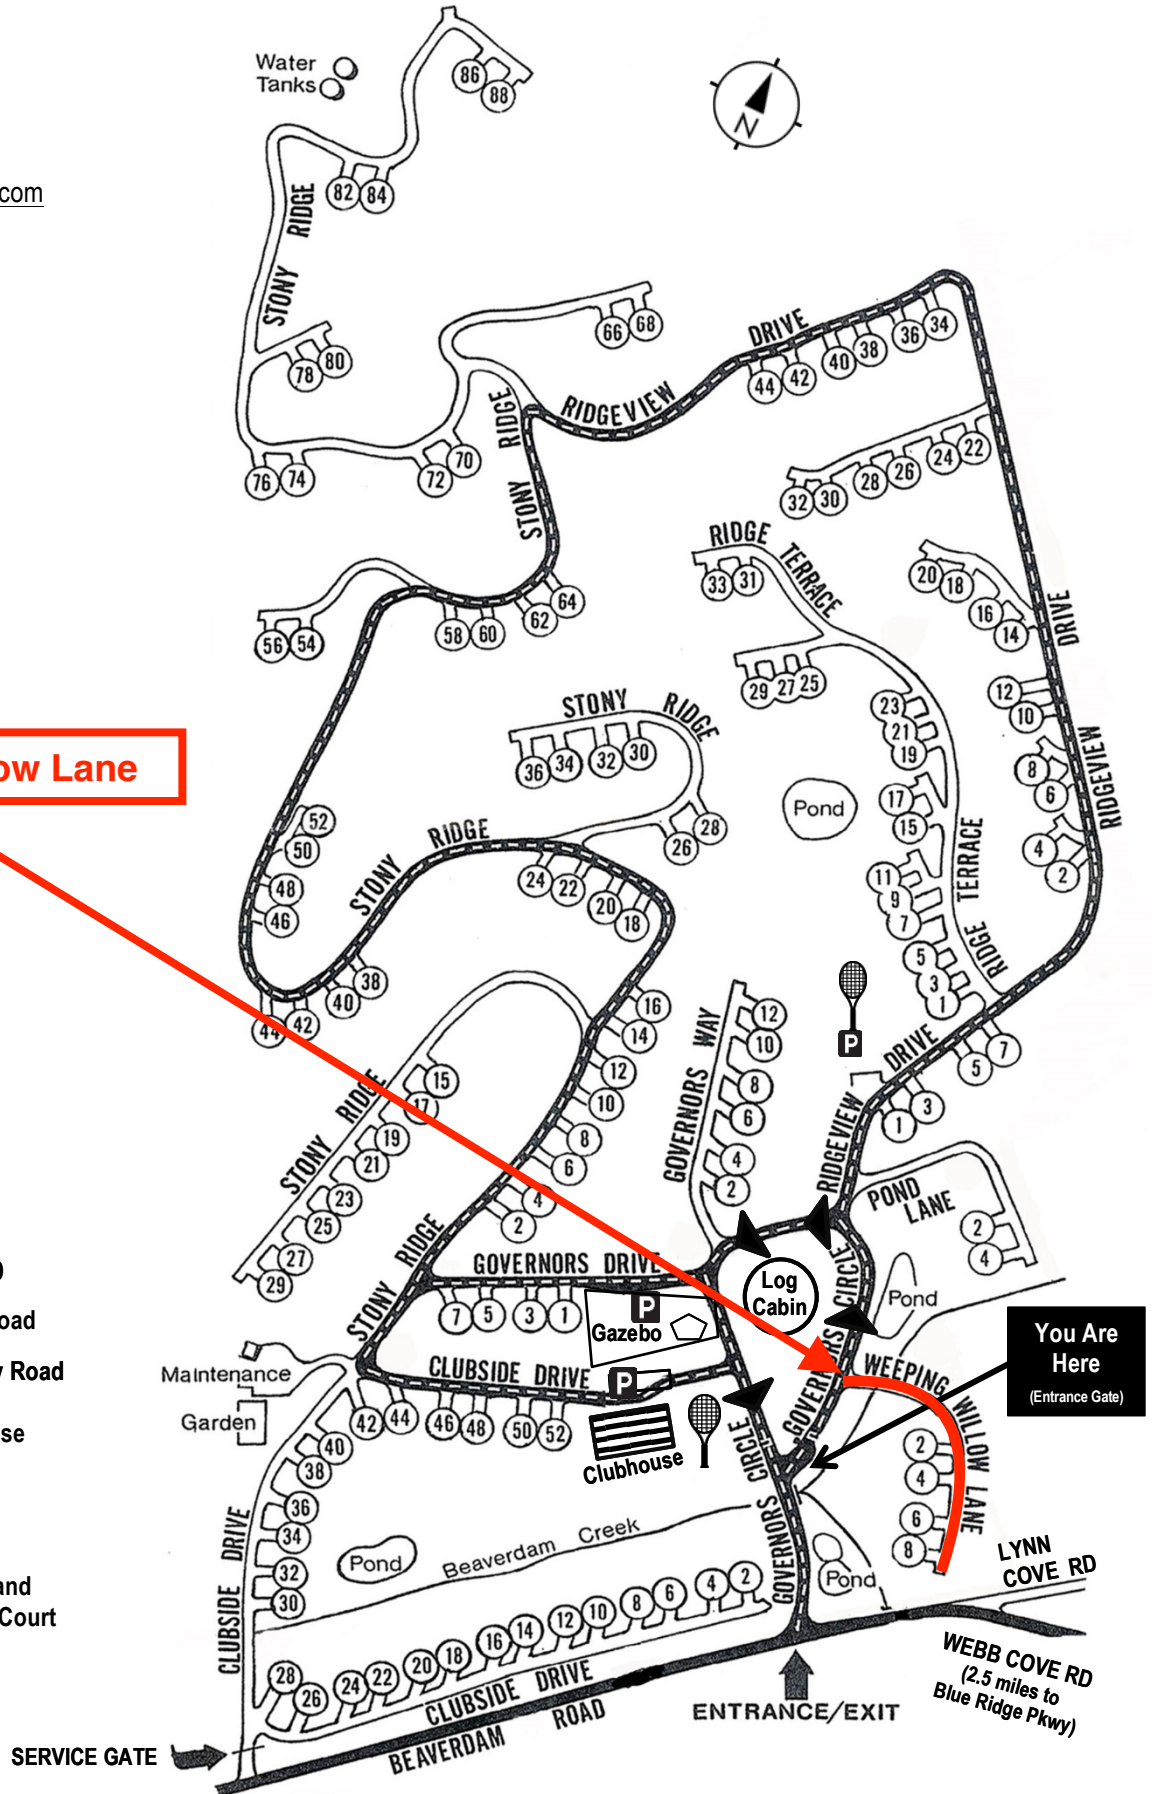 Water
Tanks
86
88
N
com
82
84
STONY RIDGE
66
68
78
80
DRIVE
44
42
40
38
36
34
RIDGEVIEW
STONY RIDGE
76
74
72
70
32
30
28
26
24
22
RIDGE TERRACE
33
31
20
18
16
14
DRIVE
56
54
58
60
62
64
29
27
25
12
10
STONY RIDGE
36
34
32
30
23
21
19
8
6
RIDGEVIEW
ow Lane
Pond
17
15
4
2
52
50
48
46
STONY RIDGE
28
26
24
22
20
18
11
9
7
RIDGE TERRACE
5
3
1
44
42
40
38
16
14
12
10
8
6
4
2
GOVERNORS WAY
12
10
8
6
4
2
P
DRIVE
7
5
3
1
RIDGEVIEW
STONY RIDGE
15
17
19
21
23
25
27
29
POND
LANE
2
4
STONY RIDGE
GOVERNORS DRIVE
7
5
3
1
P
Gazebo
Log
Cabin
GOVERNORS CIRCLE
Pond
oad
y Road
se
and
Court
You Are
Here
(Entrance Gate)
Maintenance
Garden
CLUBSIDE DRIVE
P
42
44
46
48
50
52
Clubhouse
WEEPING WILLOW LANE
2
4
6
8
40
38
36
34
32
30
CLUBSIDE DRIVE
Pond
Beaverdam Creek
GOVERNORS CIRCLE
Pond
LYNN
COVE RD
28
26
24
22
20
18
16
14
12
10
8
6
4
2
CLUBSIDE DRIVE
BEAVERDAM ROAD
ENTRANCE/EXIT
WEBB COVE RD
(2.5 miles to
Blue Ridge Pkwy)
SERVICE GATE